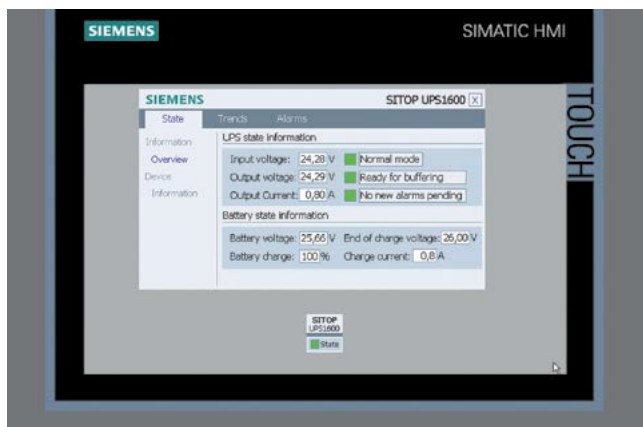 SIEMENS SIMATIC HMI
TOUCH
SIEMENS SITOP UPS1600 X
State Trends Alarms
Information
Overview
Device
Information
UPS state information
Input voltage: 24,28 V Normal mode
Output voltage: 24,29 V Ready for buffering
Output Current: 0,80 A No new alarms pending
Battery state information
Battery voltage: 25,66 V End of charge voltage: 26,00 V
Battery charge: 100 % Charge current: 0,8 A
SITOP
UPS1600
State